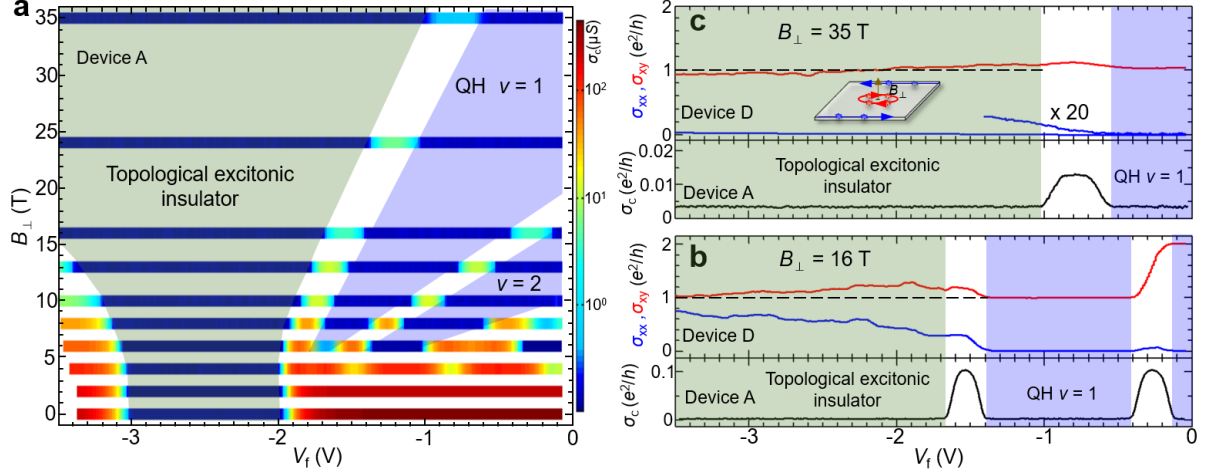 a
35
30
25
20
15
10
5
0
B⊥ (T)
Device A
QH ν = 1
Topological excitonic
insulator
ν = 2
-3
-2
-1
0
Vf (V)
σc(μS)
10²
10¹
10⁰
c
B⊥ = 35 T
2
1
0
σxx, σxy (e²/h)
B⊥
Device D
x 20
0.02
0.01
0.00
σc (e²/h)
Topological excitonic
insulator
Device A
QH ν = 1
b
B⊥ = 16 T
2
1
0
σxx, σxy (e²/h)
Device D
0.1
0.0
σc (e²/h)
Topological excitonic
insulator
Device A
QH ν = 1
-3
-2
-1
0
Vf (V)